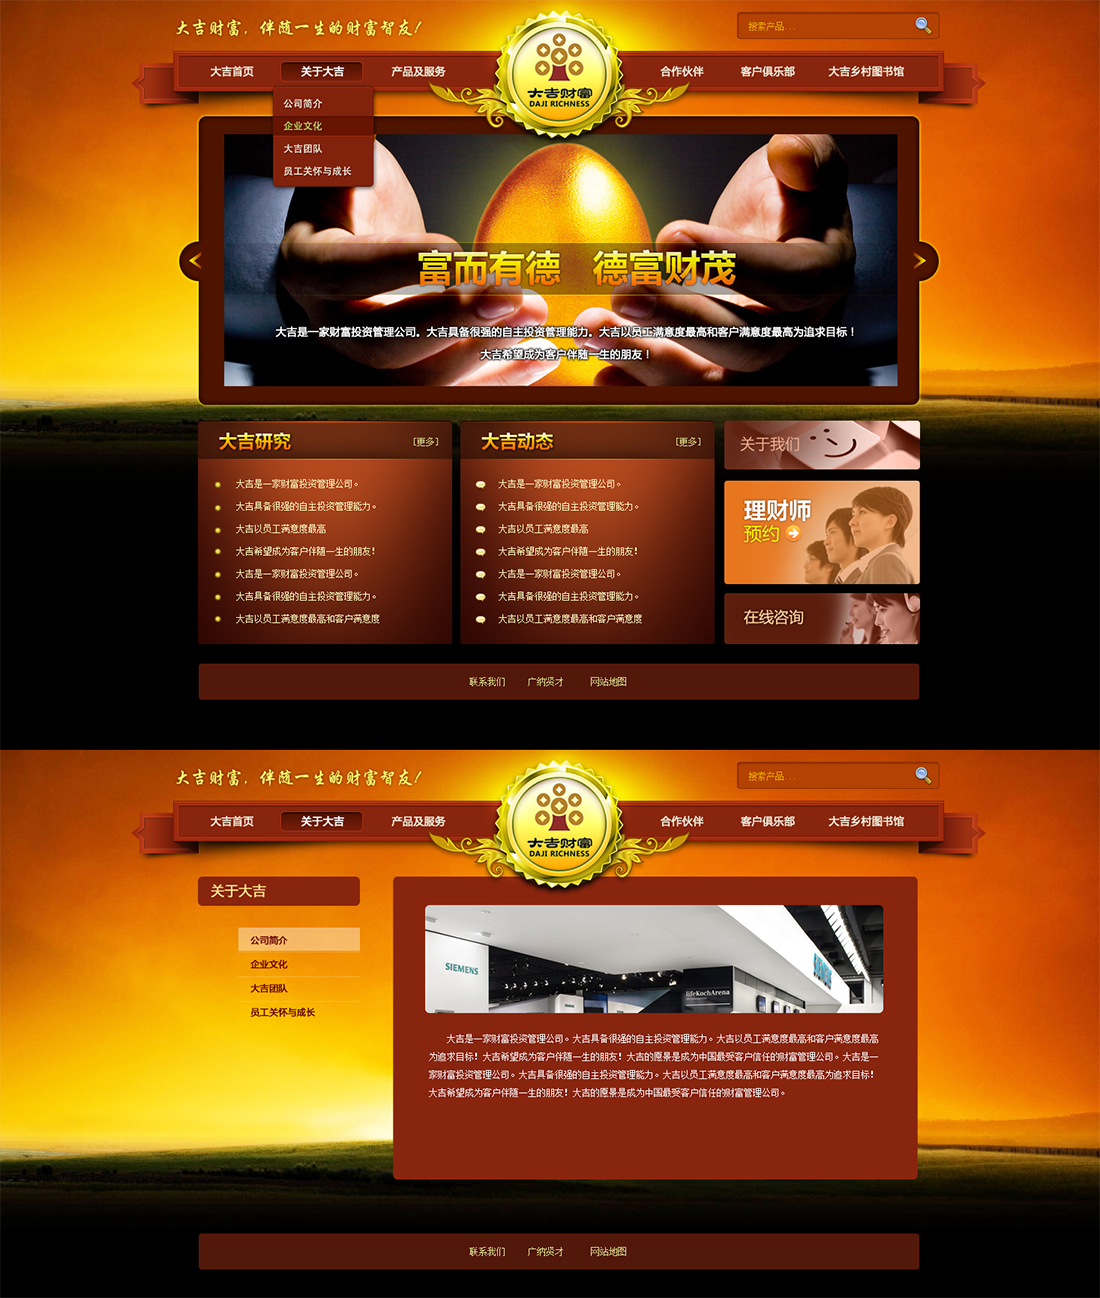 大吉财富，伴随一生的财富智友！
搜索产品...
大吉首页
关于大吉
产品及服务
大吉财富
DAJI RICHNESS
合作伙伴
客户俱乐部
大吉乡村图书馆
公司简介
企业文化
大吉团队
员工关怀与成长
富而有德 德富财茂
大吉是一家财富投资管理公司。大吉具备很强的自主投资管理能力。大吉以员工满意度最高和客户满意度最高为追求目标！
大吉希望成为客户伴随一生的朋友！
大吉研究
[更多]
大吉是一家财富投资管理公司。
大吉具备很强的自主投资管理能力。
大吉以员工满意度最高
大吉希望成为客户伴随一生的朋友!
大吉是一家财富投资管理公司。
大吉具备很强的自主投资管理能力。
大吉以员工满意度最高和客户满意度
大吉动态
[更多]
大吉是一家财富投资管理公司。
大吉具备很强的自主投资管理能力。
大吉以员工满意度最高
大吉希望成为客户伴随一生的朋友!
大吉是一家财富投资管理公司。
大吉具备很强的自主投资管理能力。
大吉以员工满意度最高和客户满意度
关于我们
理财师
预约
在线咨询
联系我们
广纳贤才
网站地图
大吉财富，伴随一生的财富智友！
搜索产品...
大吉首页
关于大吉
产品及服务
大吉财富
DAJI RICHNESS
合作伙伴
客户俱乐部
大吉乡村图书馆
关于大吉
公司简介
企业文化
大吉团队
员工关怀与成长
SIEMENS
SIEMENS
lifeKochArena
大吉是一家财富投资管理公司。大吉具备很强的自主投资管理能力。大吉以员工满意度最高和客户满意度最高
为追求目标！大吉希望成为客户伴随一生的朋友！大吉的愿景是成为中国最受客户信任的财富管理公司。大吉是一
家财富投资管理公司。大吉具备很强的自主投资管理能力。大吉以员工满意度最高和客户满意度最高为追求目标！
大吉希望成为客户伴随一生的朋友！大吉的愿景是成为中国最受客户信任的财富管理公司。
联系我们
广纳贤才
网站地图